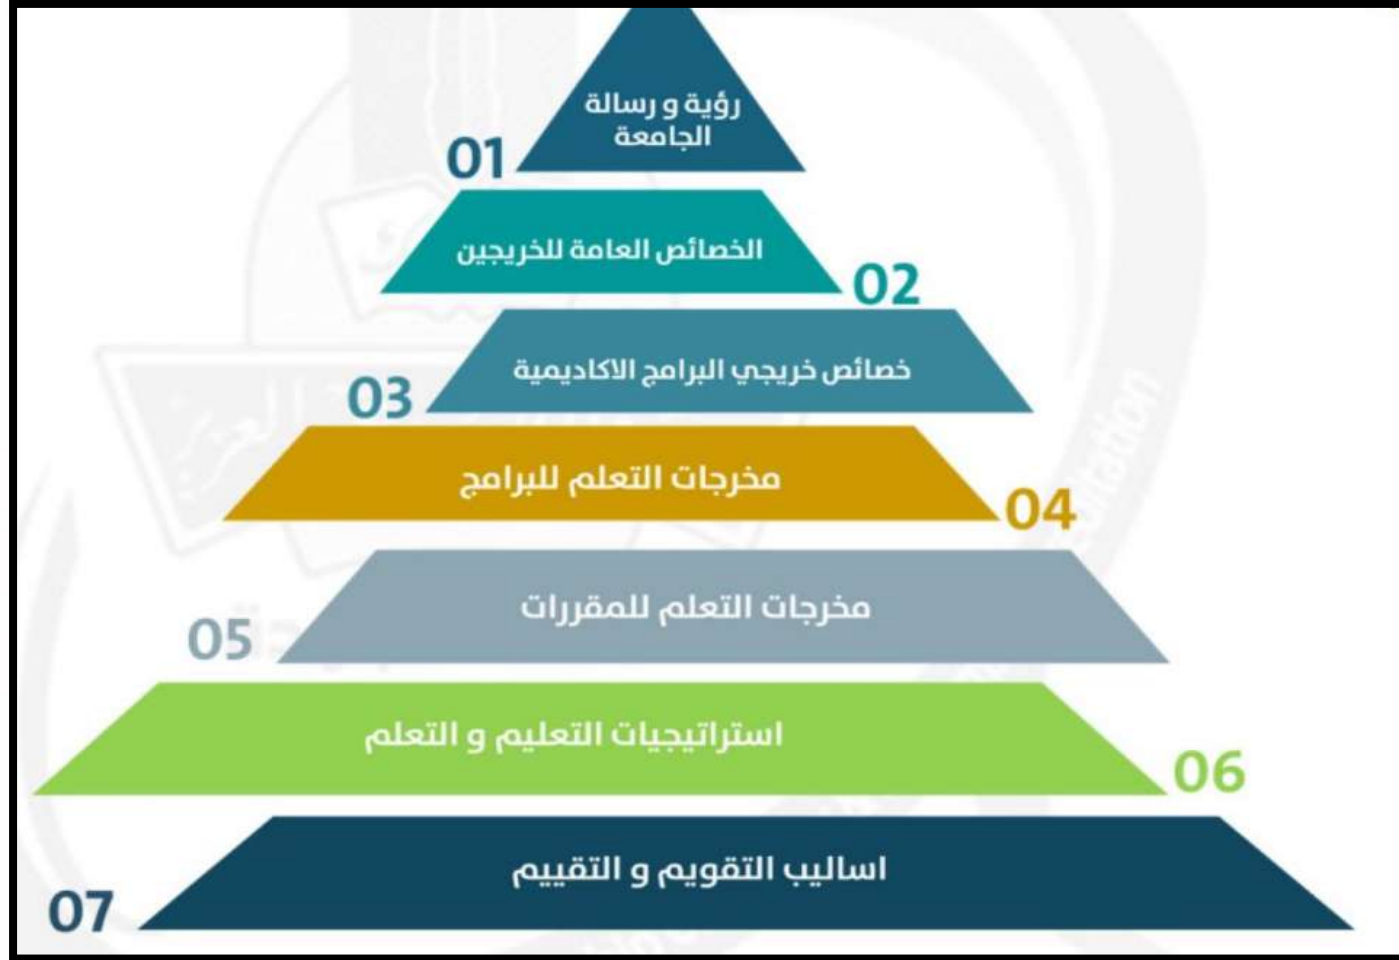 رؤية و رسالة
الجامعة
01
الخصائص العامة للخريجين
02
خصائص خريجي البرامج الاكاديمية
03
مخرجات التعلم للبرامج
04
مخرجات التعلم للمقررات
05
استراتيجيات التعليم و التعلم
06
اساليب التقويم و التقييم
07